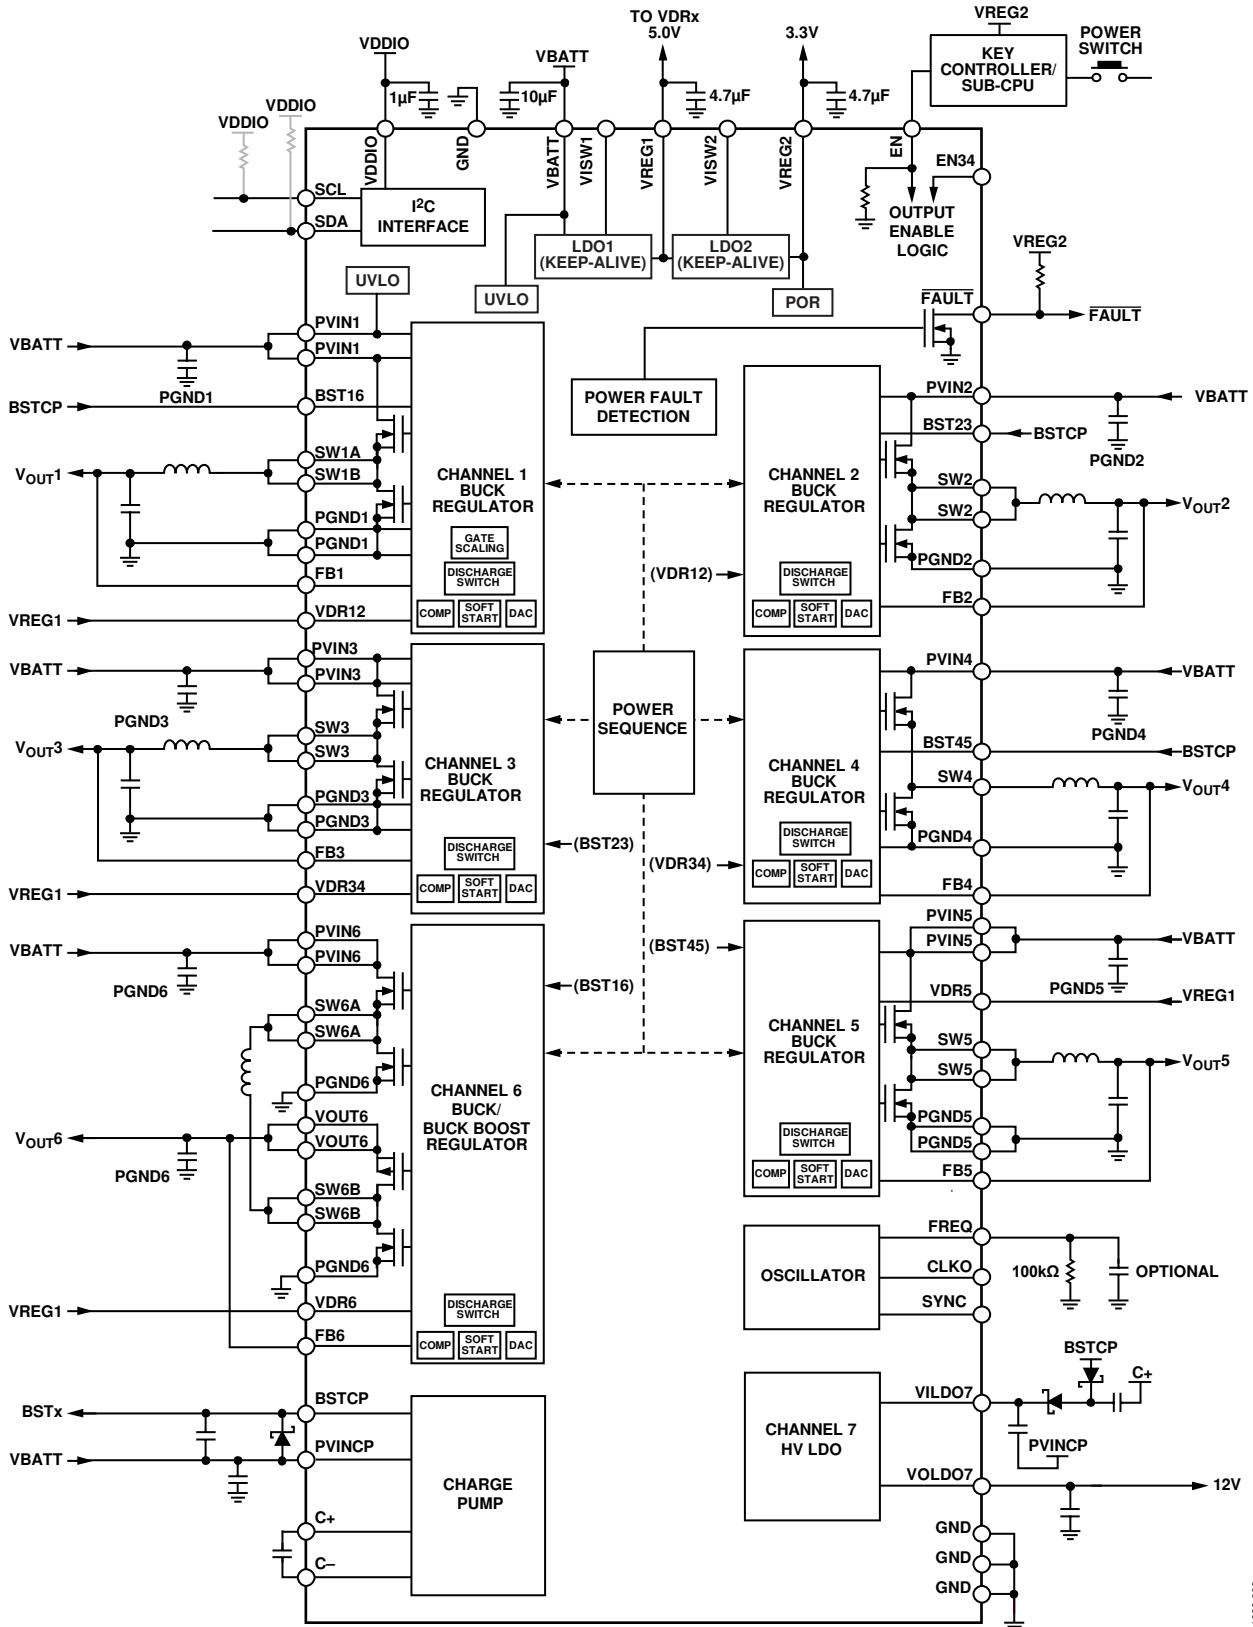 VREG2
TO VDRx
5.0V
3.3V
POWER
SWITCH
VDDIO
VBATT
KEY
CONTROLLER/
SUB-CPU
1µF
10µF
4.7µF
4.7µF
VDDIO
VDDIO
VDDIO
GND
VBATT
VISW1
VREG1
VISW2
VREG2
EN
EN34
SCL
SDA
I2C
INTERFACE
OUTPUT
ENABLE
LOGIC
LDO1
(KEEP-ALIVE)
LDO2
(KEEP-ALIVE)
VREG2
UVLO
UVLO
POR
FAULT
FAULT
VBATT
PVIN1
PVIN1
PGND1
BSTCP
BST16
SW1A
SW1B
VOUT1
PGND1
PGND1
FB1
VREG1
VDR12
CHANNEL 1
BUCK
REGULATOR
GATE
SCALING
DISCHARGE
SWITCH
COMP
SOFT
START
DAC
POWER FAULT
DETECTION
CHANNEL 2
BUCK
REGULATOR
(VDR12)
DISCHARGE
SWITCH
COMP
SOFT
START
DAC
PVIN2
VBATT
BST23
BSTCP
PGND2
SW2
SW2
VOUT2
PGND2
FB2
VBATT
PVIN3
PVIN3
PGND3
SW3
SW3
VOUT3
PGND3
PGND3
FB3
VREG1
VDR34
CHANNEL 3
BUCK
REGULATOR
(BST23)
DISCHARGE
SWITCH
COMP
SOFT
START
DAC
POWER
SEQUENCE
CHANNEL 4
BUCK
REGULATOR
(VDR34)
DISCHARGE
SWITCH
COMP
SOFT
START
DAC
PVIN4
VBATT
PGND4
BST45
BSTCP
SW4
VOUT4
PGND4
FB4
VBATT
PVIN6
PVIN6
PGND6
SW6A
SW6A
PGND6
VOUT6
VOUT6
VOUT6
PGND6
SW6B
SW6B
PGND6
VREG1
VDR6
FB6
CHANNEL 6
BUCK/
BUCK BOOST
REGULATOR
(BST16)
DISCHARGE
SWITCH
COMP
SOFT
START
DAC
(BST45)
CHANNEL 5
BUCK
REGULATOR
DISCHARGE
SWITCH
COMP
SOFT
START
DAC
PVIN5
PVIN5
VBATT
VDR5
PGND5
VREG1
SW5
SW5
VOUT5
PGND5
PGND5
FB5
OSCILLATOR
FREQ
CLKO
SYNC
100kΩ
OPTIONAL
BSTx
BSTCP
VBATT
PVINCP
C+
C–
CHARGE
PUMP
CHANNEL 7
HV LDO
VILDO7
BSTCP
C+
PVINCP
VOLDO7
12V
GND
GND
GND